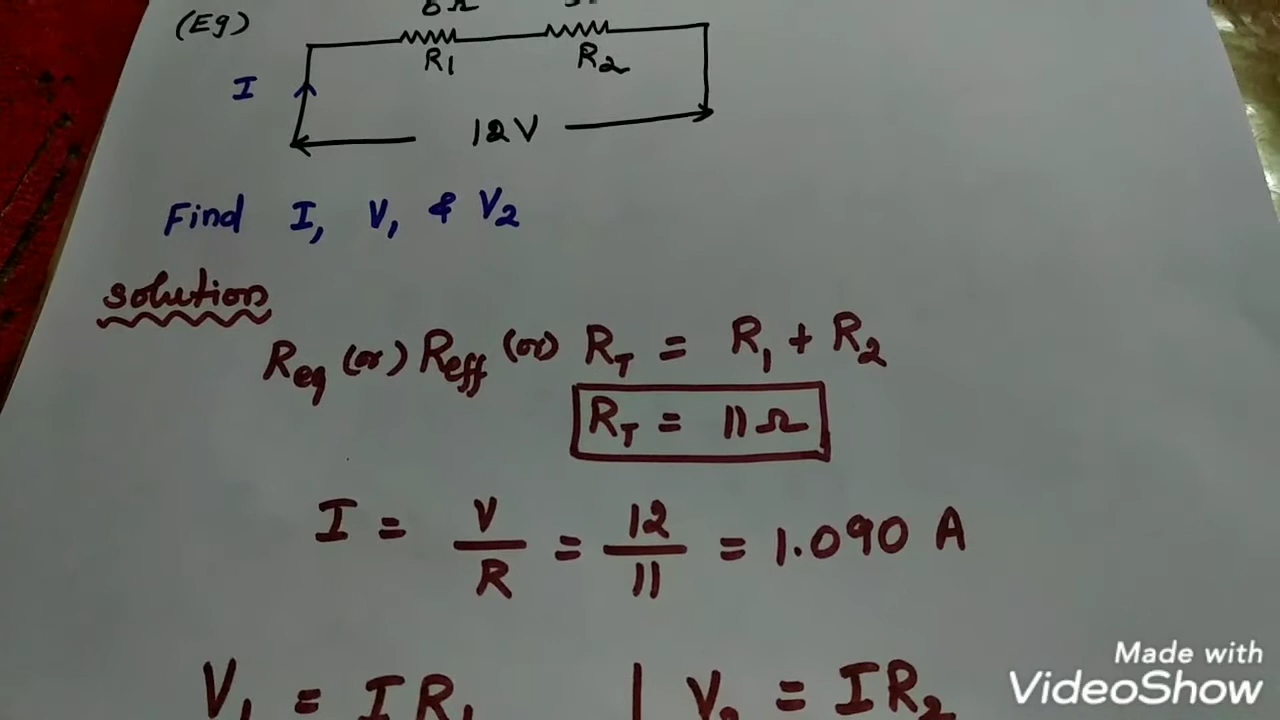 (Eg)
R1 R2
I
12V
Find I, V1 & V2
solution
Req (or) Reff (or) RT = R1 + R2
RT = 11Ω
I = V/R = 12/11 = 1.090 A
V1 = IR1 | V2 = IR2
Made with
VideoShow